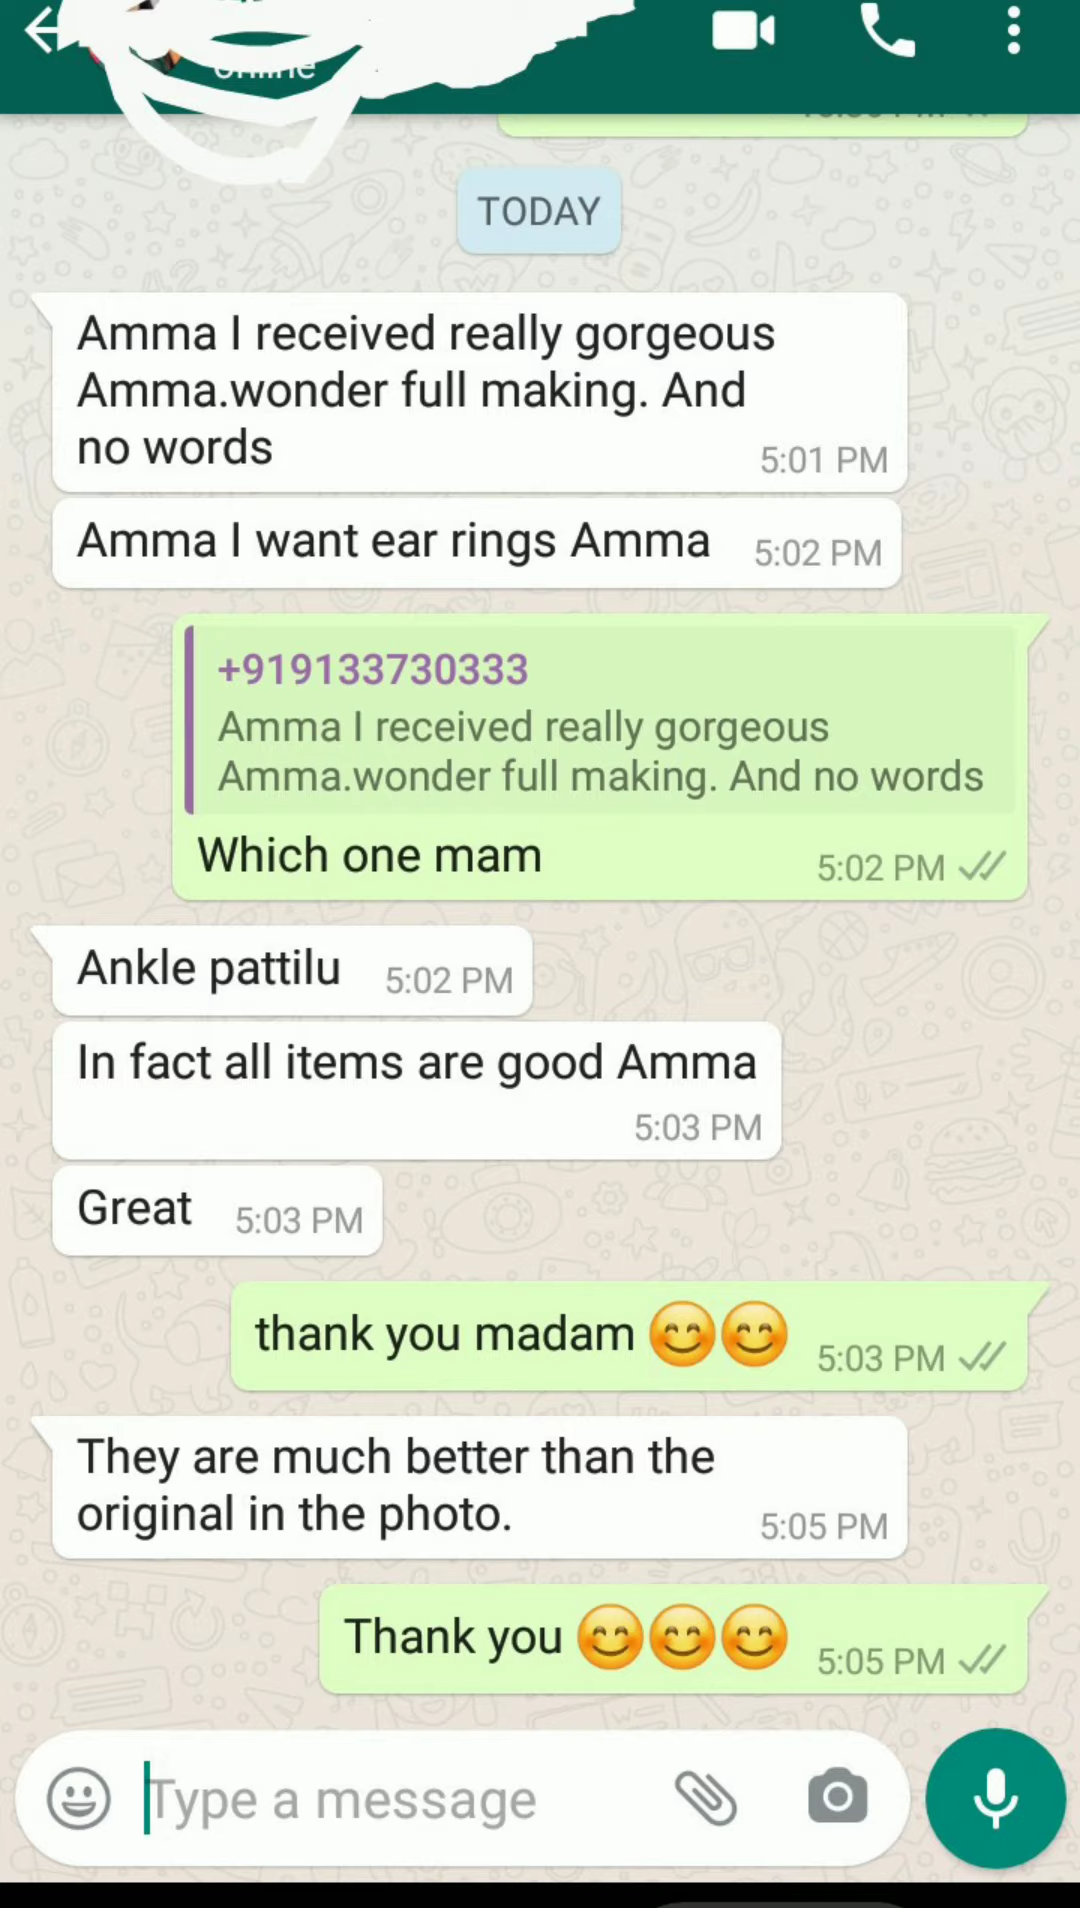 online
TODAY
Amma I received really gorgeous
Amma.wonder full making. And
no words
5:01 PM
Amma I want ear rings Amma
5:02 PM
+919133730333
Amma I received really gorgeous
Amma.wonder full making. And no words
Which one mam
5:02 PM
Ankle pattilu
5:02 PM
In fact all items are good Amma
5:03 PM
Great
5:03 PM
thank you madam 😊😊
5:03 PM
They are much better than the
original in the photo.
5:05 PM
Thank you 😊😊😊
5:05 PM
Type a message